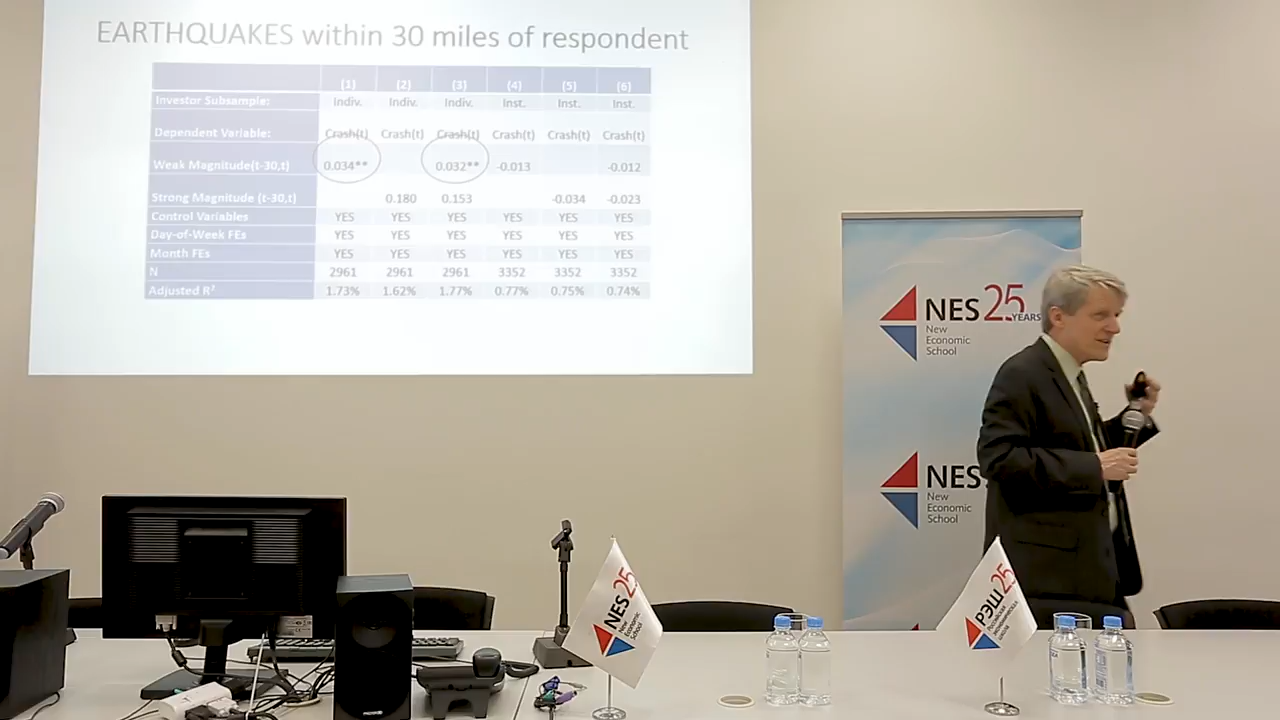 EARTHQUAKES within 30 miles of respondent
(1) (2) (3) (4) (5) (6)
Investor Subsample: Indiv. Indiv. Indiv. Inst. Inst. Inst.
Dependent Variable: Crash(t) Crash(t) Crash(t) Crash(t) Crash(t) Crash(t)
Weak Magnitude(t-30,t) 0.034** 0.032** -0.013 -0.012
Strong Magnitude (t-30,t) 0.180 0.153 -0.034 -0.023
Control Variables YES YES YES YES YES YES
Day-of-Week FEs YES YES YES YES YES YES
Month FEs YES YES YES YES YES YES
N 2961 2961 2961 3352 3352 3352
Adjusted R² 1.73% 1.62% 1.77% 0.77% 0.75% 0.74%
NES 25 YEARS
New
Economic
School
NES
New
Economic
School
NES 25
New
Economic
School
РЭШ 25